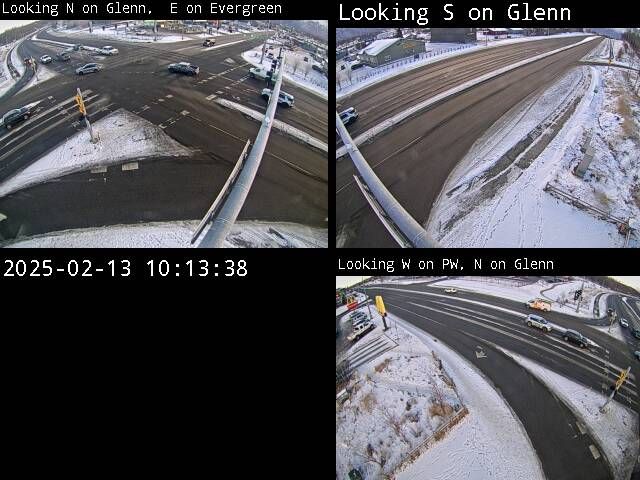 Looking N on Glenn,  E on Evergreen
Looking S on Glenn
2025-02-13 10:13:38
Looking W on PW, N on Glenn